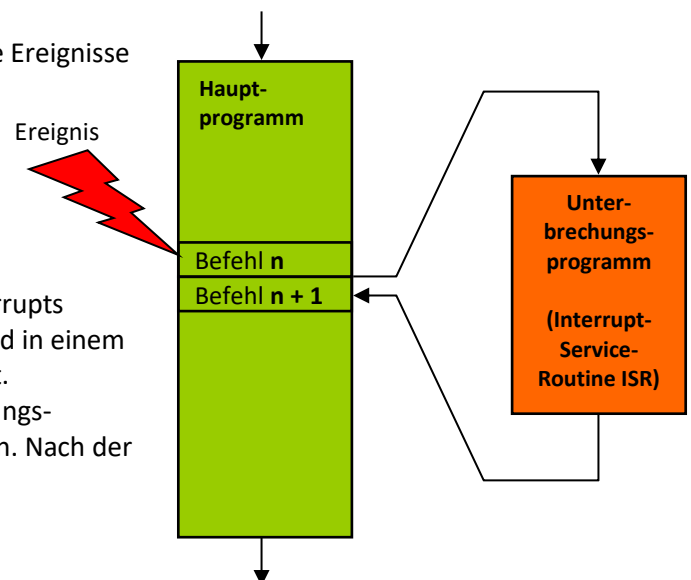 e Ereignisse
Haupt-
programm
Ereignis
Befehl n
Befehl n + 1
Unter-
brechungs-
programm
(Interrupt-
Service-
Routine ISR)
rrupts
d in einem
t.
ungs-
n. Nach der